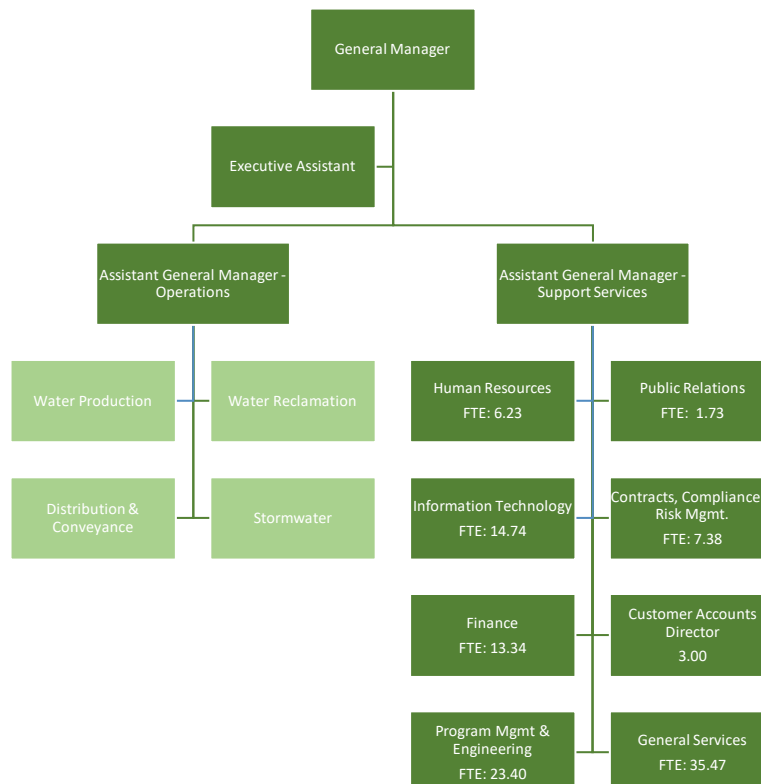 General Manager
Executive Assistant
Assistant General Manager -
Operations
Assistant General Manager -
Support Services
Water Production
Water Reclamation
Human Resources
FTE: 6.23
Public Relations
FTE:  1.73
Distribution &
Conveyance
Stormwater
Information Technology
FTE: 14.74
Contracts, Compliance
Risk Mgmt.
FTE: 7.38
Finance
FTE: 13.34
Customer Accounts
Director
3.00
Program Mgmt &
Engineering
FTE: 23.40
General Services
FTE: 35.47